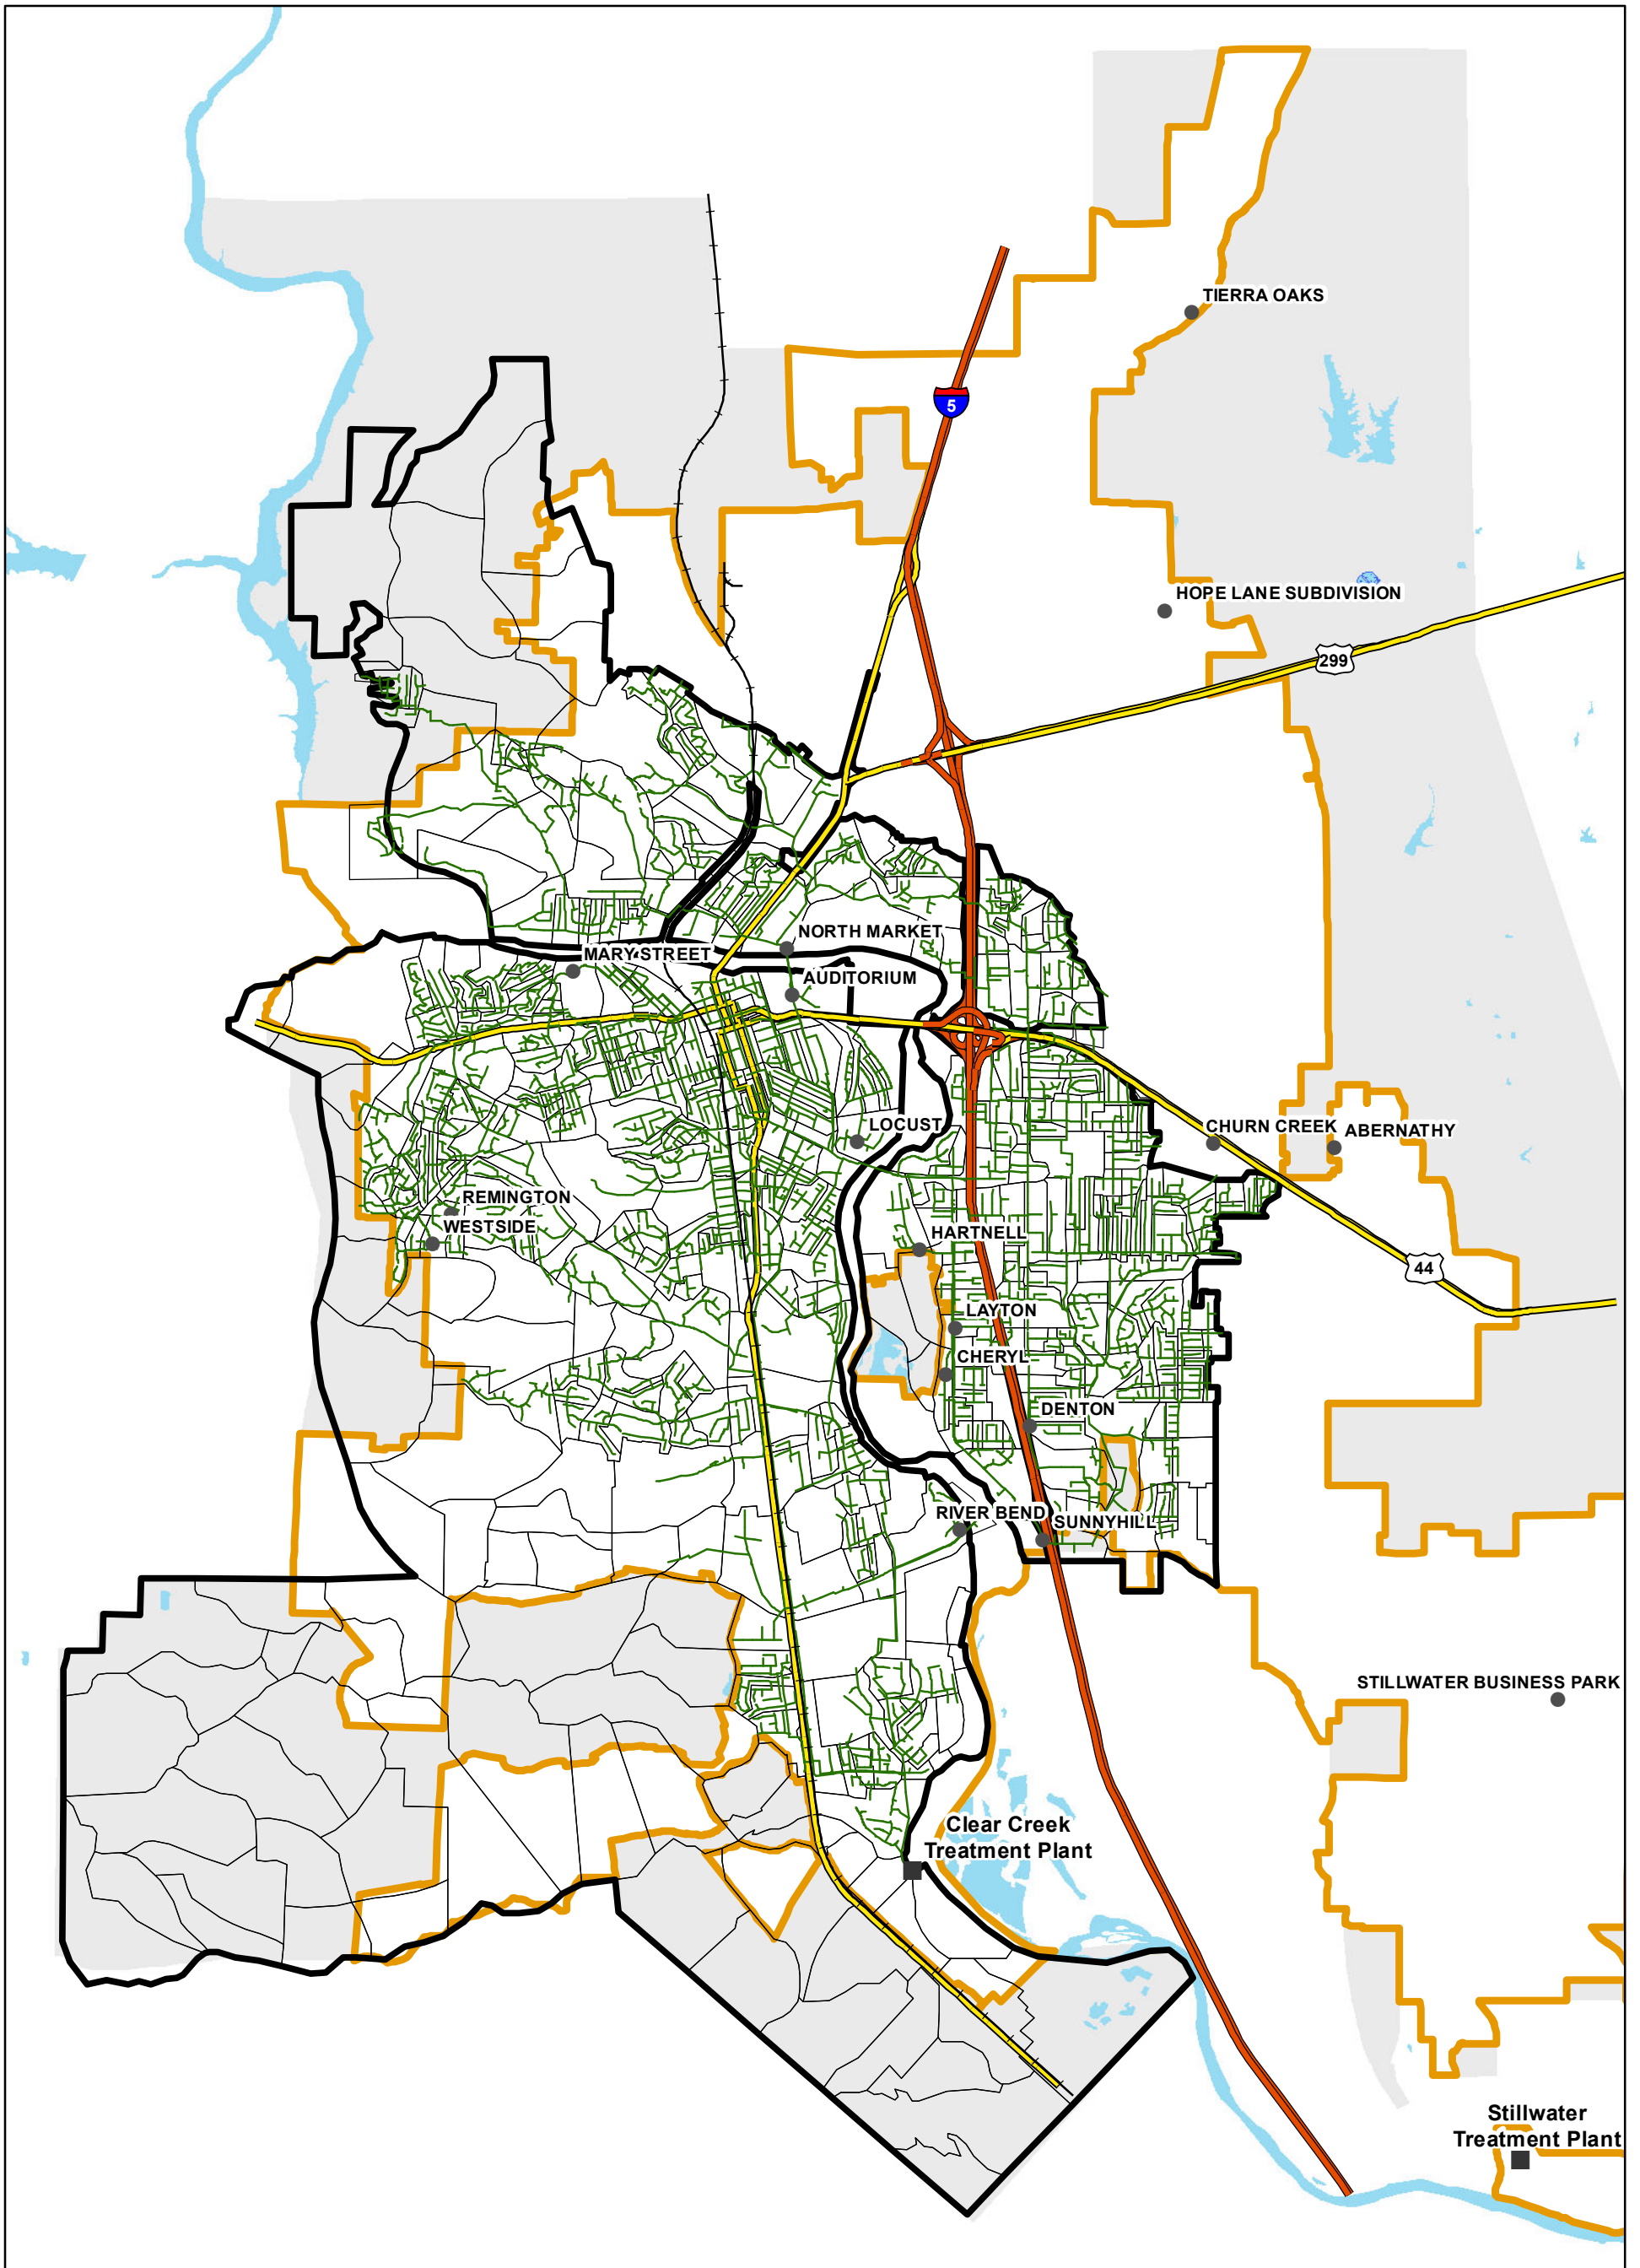 TIERRA OAKS
5
HOPE LANE SUBDIVISION
299
NORTH MARKET
MARY STREET
AUDITORIUM
LOCUST
CHURN CREEK
ABERNATHY
REMINGTON
WESTSIDE
HARTNELL
44
LAYTON
CHERYL
DENTON
RIVER BEND
SUNNYHILL
STILLWATER BUSINESS PARK
Clear Creek
Treatment Plant
Stillwater
Treatment Plant